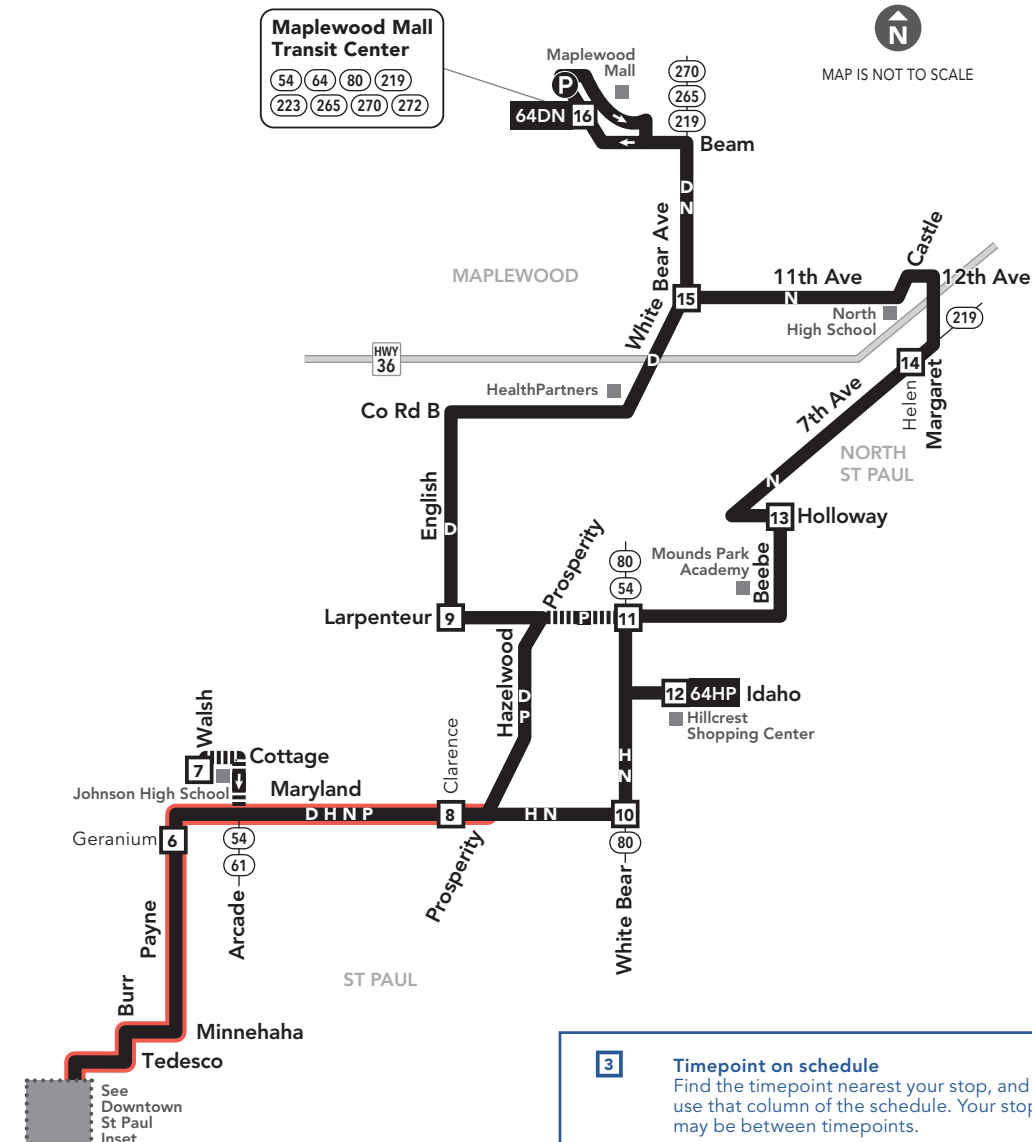 Maplewood Mall
Transit Center
54 64 80 219
223 265 270 272
Maplewood
Mall
P
64DN 16
270
265
219
Beam
N
MAP IS NOT TO SCALE
D
N
White Bear Ave
MAPLEWOOD
15
11th Ave
N
Castle
12th Ave
North
High School
219
HWY
36
D
HealthPartners
14
Helen
Margaret
7th Ave
Co Rd B
NORTH
ST PAUL
N
English
D
13 Holloway
Prosperity
80
54
Mounds Park
Academy
Beebe
Larpenteur 9
P
11
Hazelwood
D
P
12 64HP Idaho
Hillcrest
Shopping Center
Walsh
7
L
Cottage
Johnson High School
Maryland
Clarence
D H N P
8
H N
H
N
10
80
Geranium 6
54
61
Arcade
Prosperity
White Bear
Payne
ST PAUL
Burr
Minnehaha
Tedesco
See
Downtown
St Paul
Inset
3
Timepoint on schedule
Find the timepoint nearest your stop, and
use that column of the schedule. Your stop
may be between timepoints.